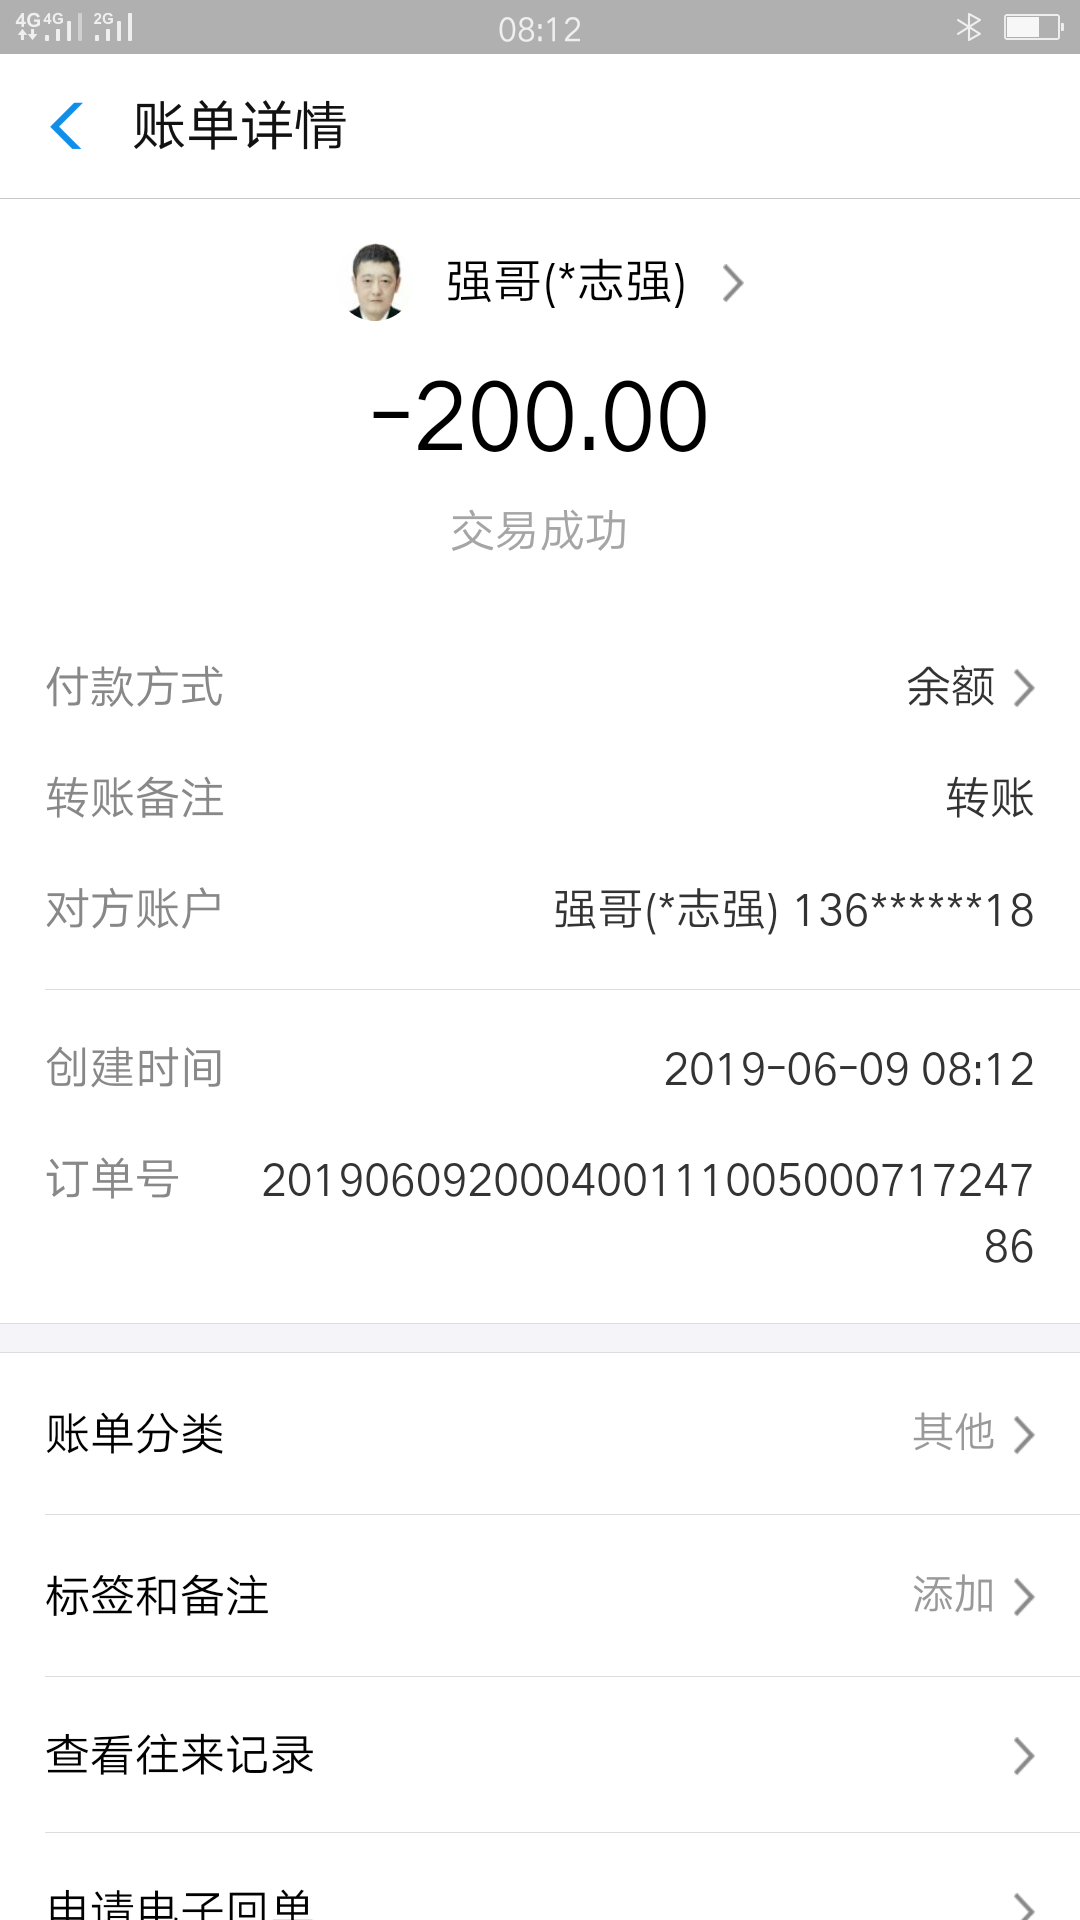 4G 4G 2G 08:12
账单详情
强哥(*志强)
-200.00
交易成功
付款方式 余额
转账备注 转账
对方账户 强哥(*志强) 136******18
创建时间 2019-06-09 08:12
订单号 201906092000400111005000717247
86
账单分类 其他
标签和备注 添加
查看往来记录
申请电子回单